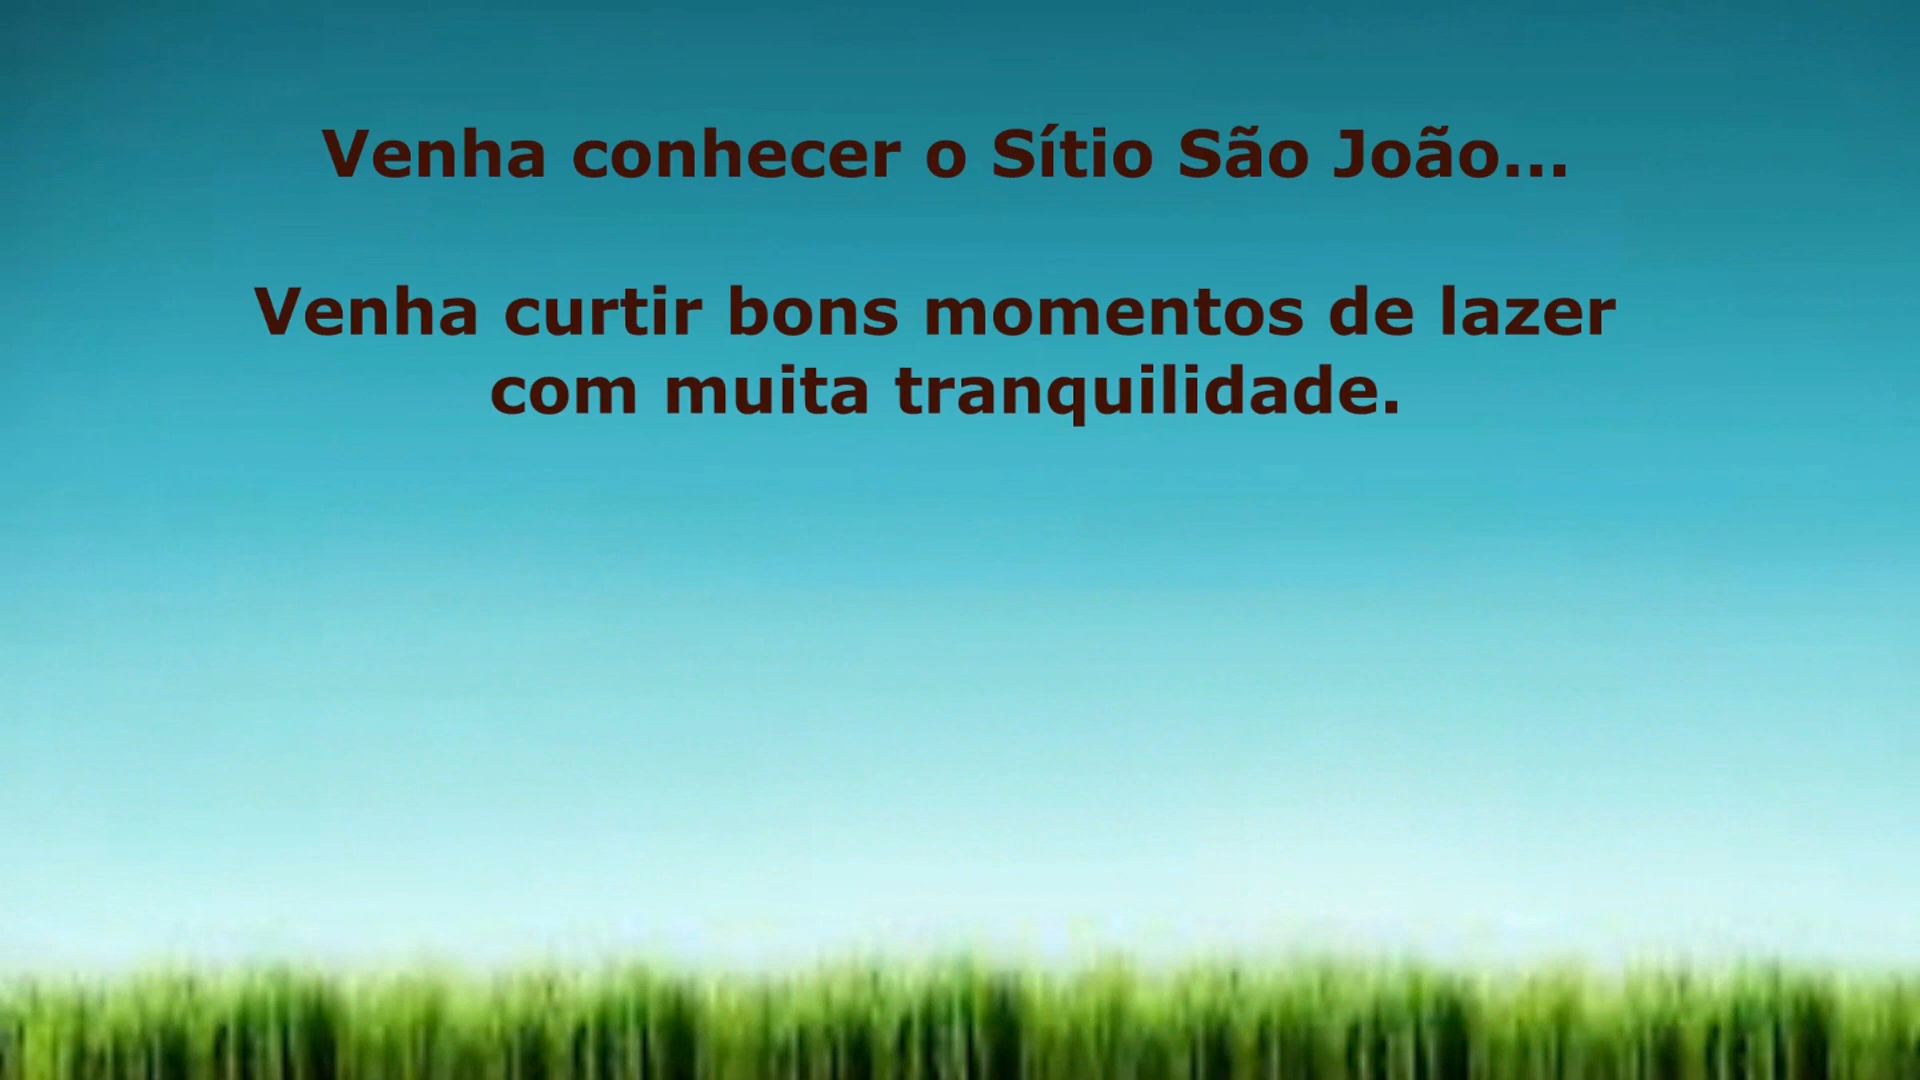 Venha conhecer o Sítio São João...
Venha curtir bons momentos de lazer
com muita tranquilidade.